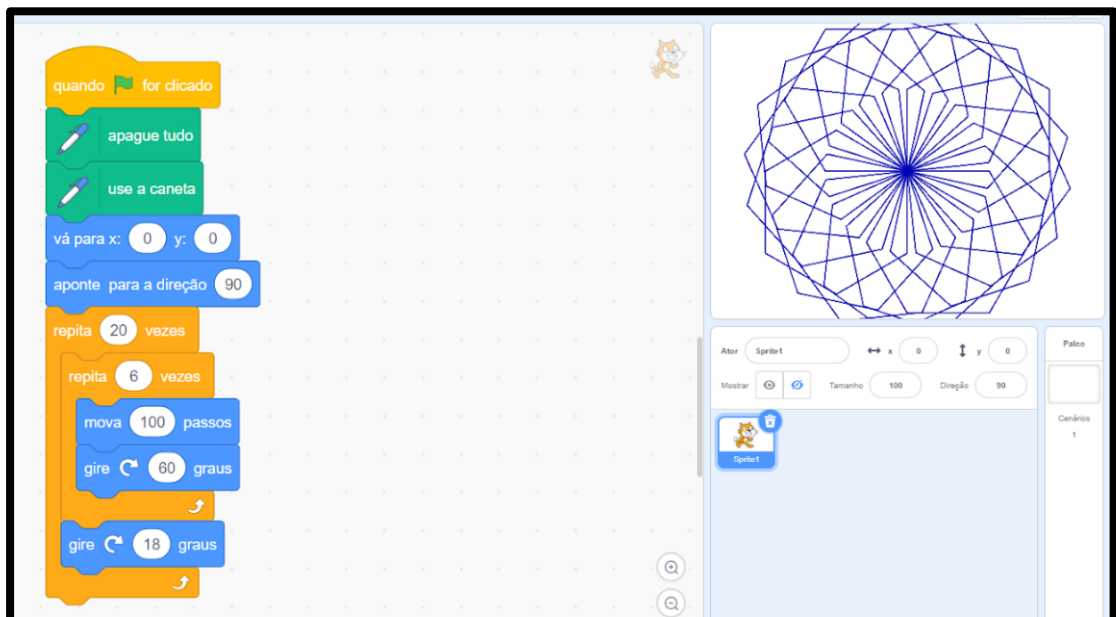 quando for clicado
apague tudo
use a caneta
vá para x: 0 y: 0
aponte para a direção 90
repita 20 vezes
repita 6 vezes
mova 100 passos
gire 60 graus
gire 18 graus
Ator Sprite1 x 0 y 0
Mostrar Tamanho 100 Direção 90
Sprite1
Palco
Cenários
1